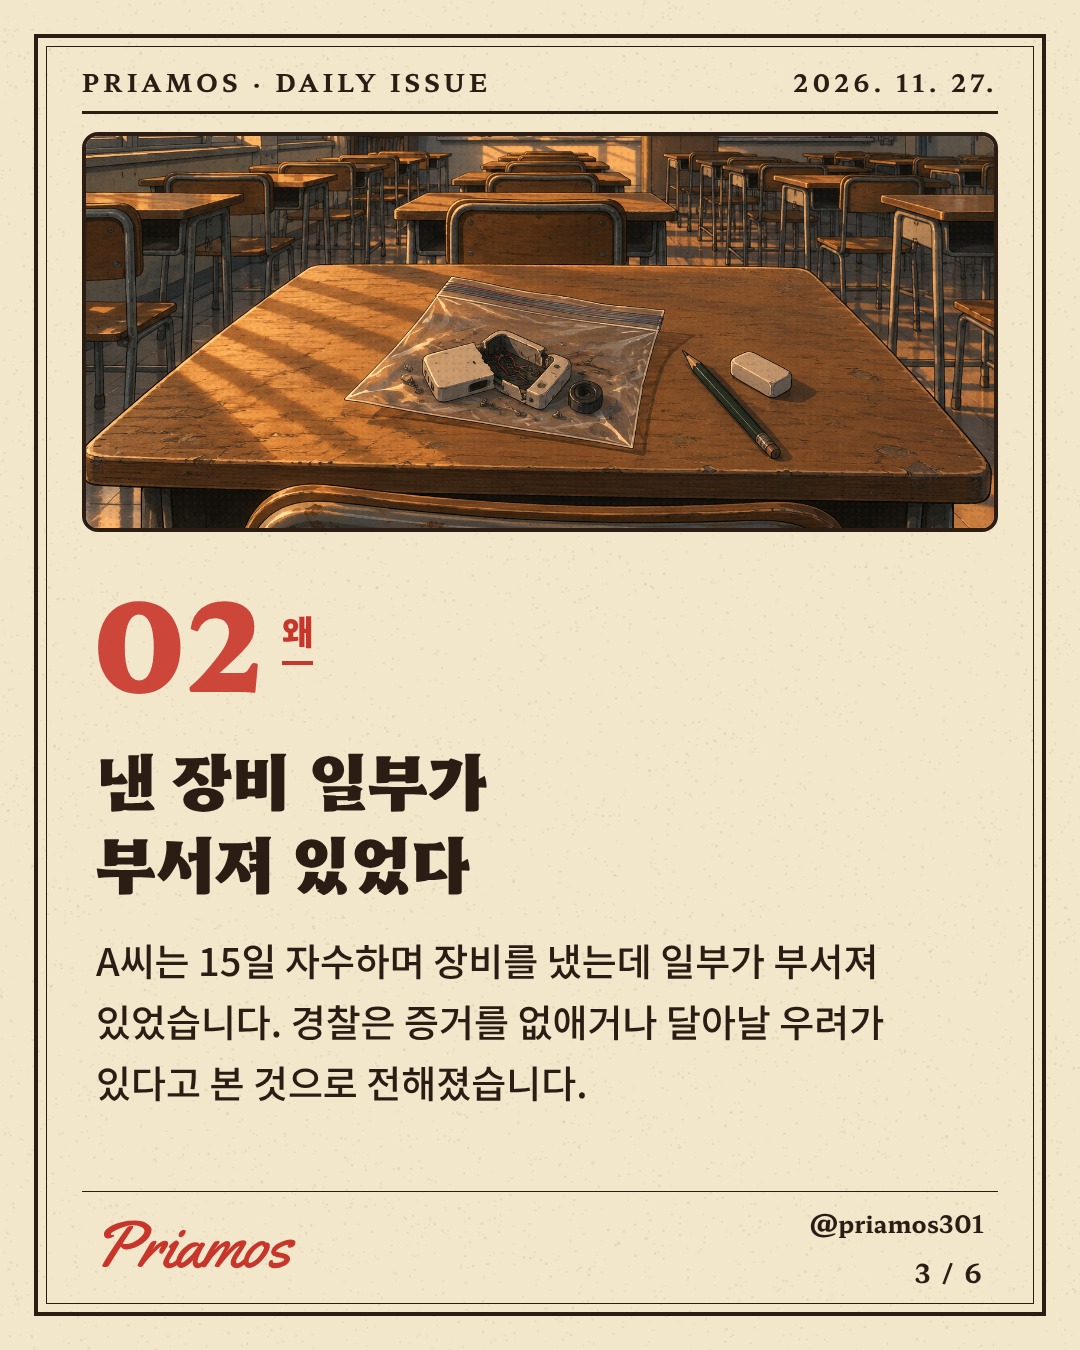 PRIAMOS · DAILY ISSUE
2026. 11. 27.
02 왜
낸 장비 일부가
부서져 있었다
A씨는 15일 자수하며 장비를 냈는데 일부가 부서져
있었습니다. 경찰은 증거를 없애거나 달아날 우려가
있다고 본 것으로 전해졌습니다.
Priamos
@priamos301
3 / 6